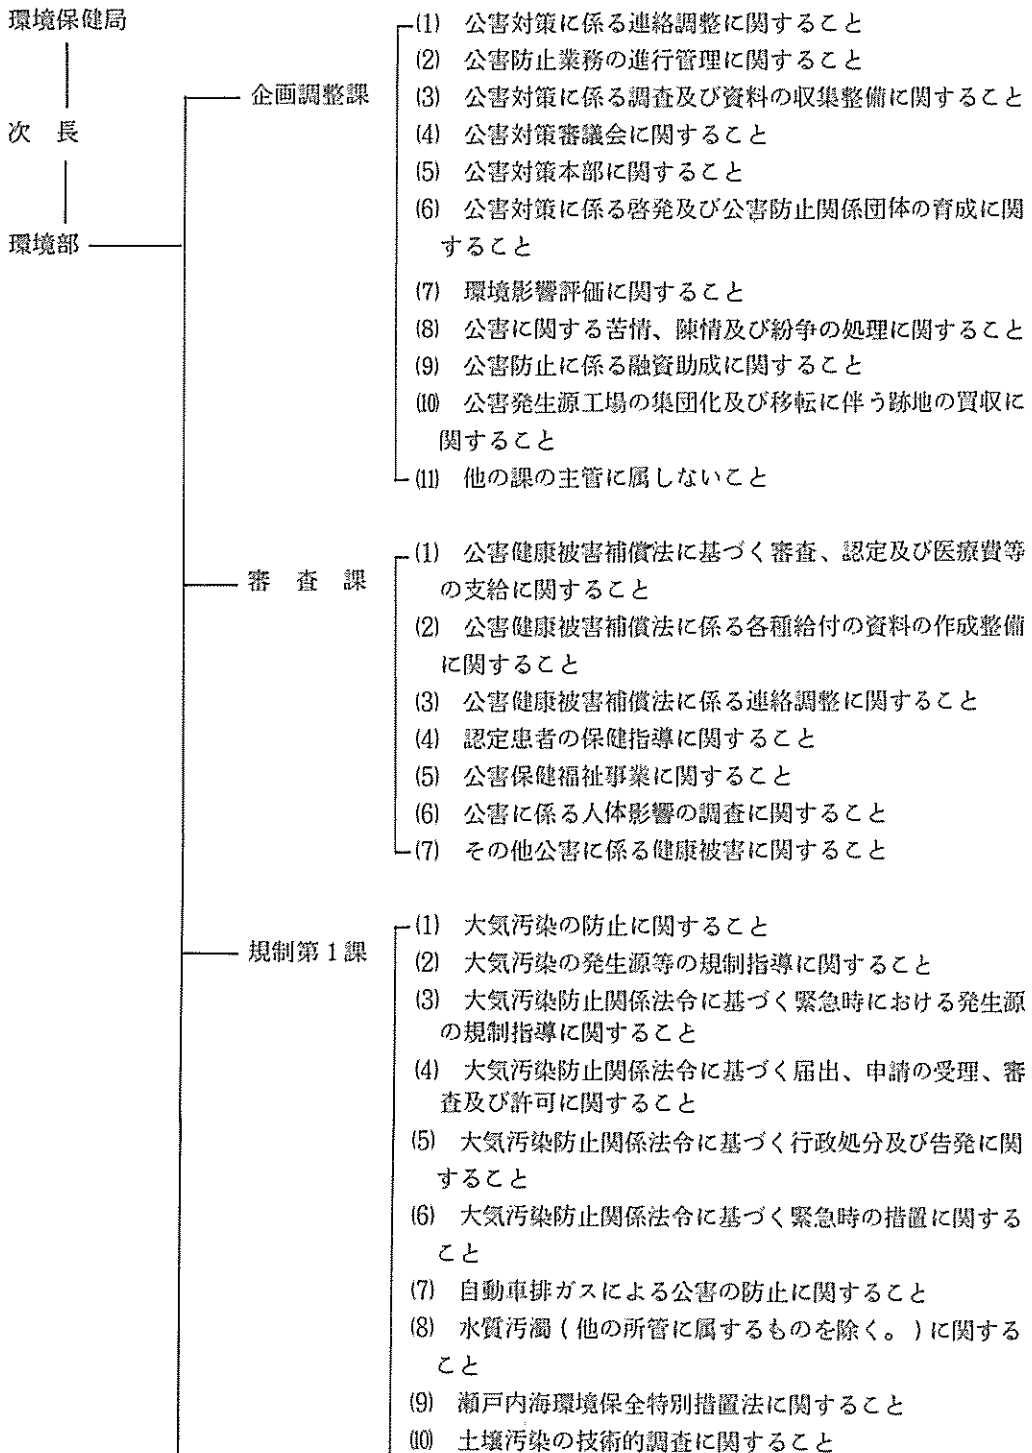 環境保健局
次 長
環境部
企画調整課
(1) 公害対策に係る連絡調整に関すること
(2) 公害防止業務の進行管理に関すること
(3) 公害対策に係る調査及び資料の収集整備に関すること
(4) 公害対策審議会に関すること
(5) 公害対策本部に関すること
(6) 公害対策に係る啓発及び公害防止関係団体の育成に関
すること
(7) 環境影響評価に関すること
(8) 公害に関する苦情、陳情及び紛争の処理に関すること
(9) 公害防止に係る融資助成に関すること
(10) 公害発生源工場の集団化及び移転に伴う跡地の買収に
関すること
(11) 他の課の主管に属しないこと
審 査 課
(1) 公害健康被害補償法に基づく審査、認定及び医療費等
の支給に関すること
(2) 公害健康被害補償法に係る各種給付の資料の作成整備
に関すること
(3) 公害健康被害補償法に係る連絡調整に関すること
(4) 認定患者の保健指導に関すること
(5) 公害保健福祉事業に関すること
(6) 公害に係る人体影響の調査に関すること
(7) その他公害に係る健康被害に関すること
規制第1課
(1) 大気汚染の防止に関すること
(2) 大気汚染の発生源等の規制指導に関すること
(3) 大気汚染防止関係法令に基づく緊急時における発生源
の規制指導に関すること
(4) 大気汚染防止関係法令に基づく届出、申請の受理、審
査及び許可に関すること
(5) 大気汚染防止関係法令に基づく行政処分及び告発に関
すること
(6) 大気汚染防止関係法令に基づく緊急時の措置に関する
こと
(7) 自動車排ガスによる公害の防止に関すること
(8) 水質汚濁(他の所管に属するものを除く。)に関する
こと
(9) 瀬戸内海環境保全特別措置法に関すること
(10) 土壌汚染の技術的調査に関すること